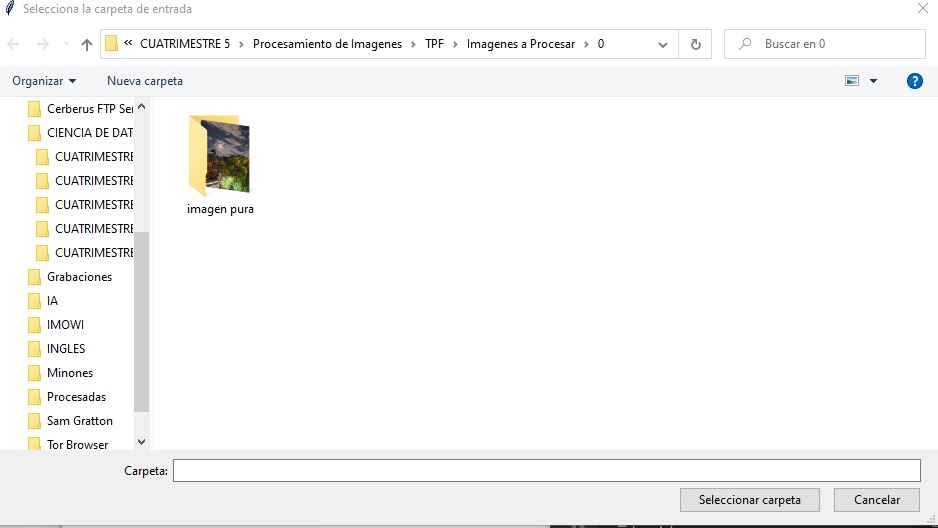 Selecciona la carpeta de entrada
« CUATRIMESTRE 5 › Procesamiento de Imagenes › TPF › Imagenes a Procesar › 0
Buscar en 0
Organizar
Nueva carpeta
Cerberus FTP Ser
CIENCIA DE DAT
CUATRIMESTRE
CUATRIMESTRE
CUATRIMESTRE
CUATRIMESTRE
CUATRIMESTRE
Grabaciones
IA
IMOWI
INGLES
Minones
Procesadas
Sam Gratton
Tor Browser
imagen pura
Carpeta:
Seleccionar carpeta
Cancelar